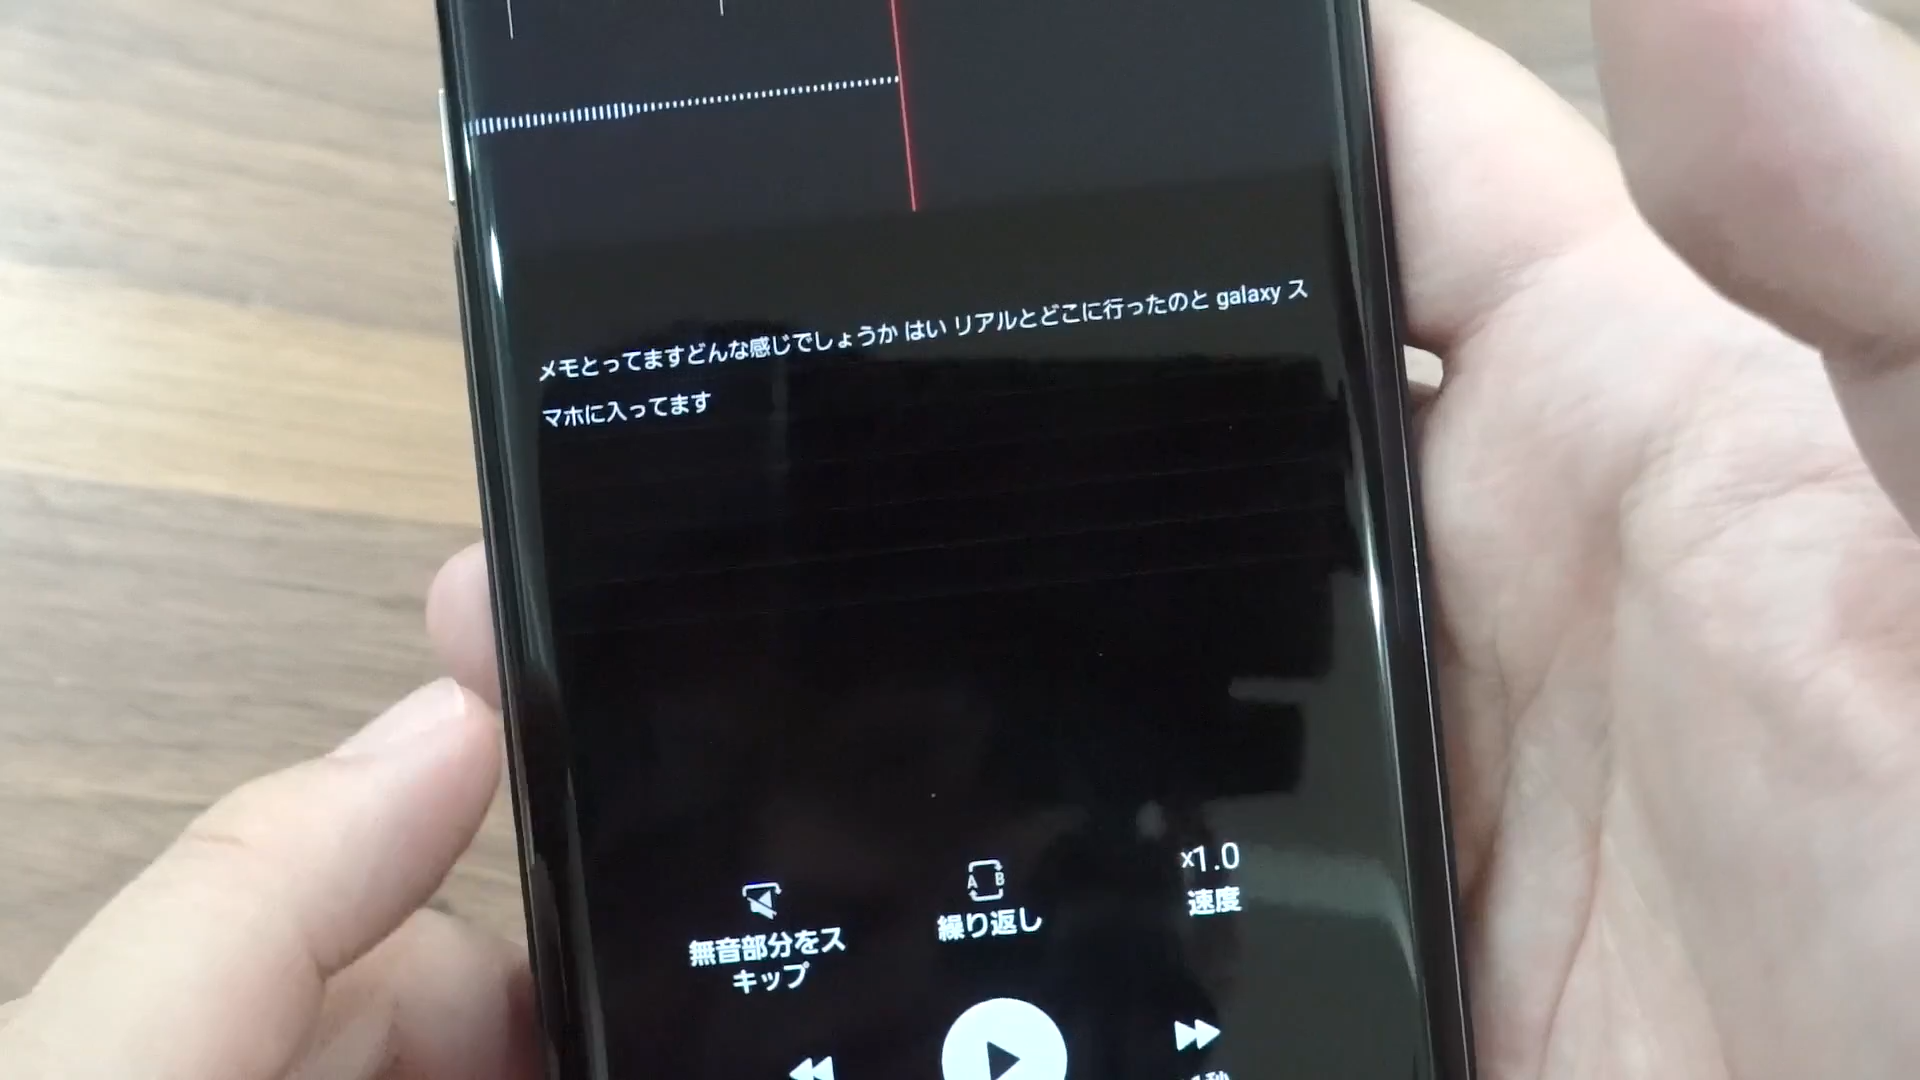 メモとってますどんな感じでしょうか はい リアルとどこに行ったのと galaxy ス
マホに入ってます
x1.0
A B
速度
繰り返し
無音部分をス
キップ